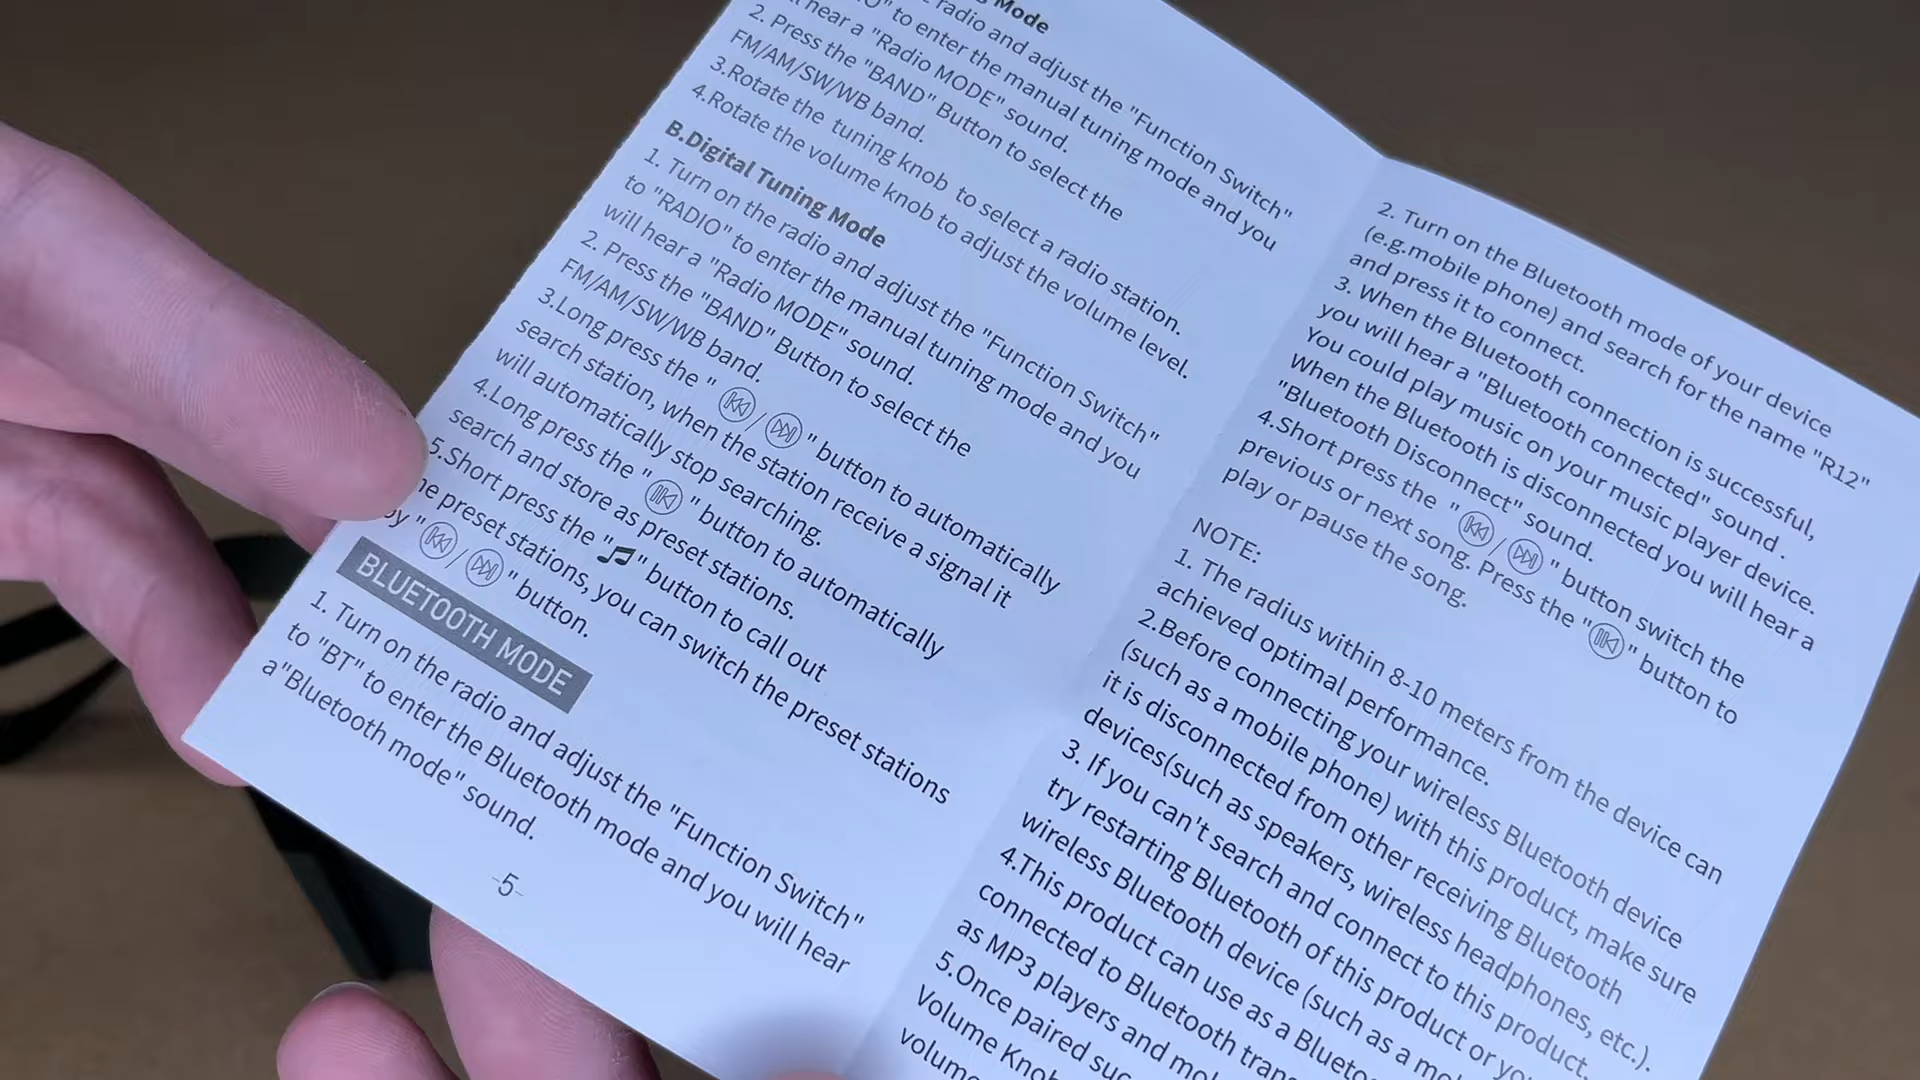 Mode
radio and adjust the "Function Switch"
to enter the manual tuning mode and you
hear a "Radio MODE" sound.
2. Press the "BAND" Button to select the
FM/AM/SW/WB band.
3.Rotate the tuning knob to select a radio station.
4.Rotate the volume knob to adjust the volume level.
B.Digital Tuning Mode
1. Turn on the radio and adjust the "Function Switch"
to "RADIO" to enter the manual tuning mode and you
will hear a "Radio MODE" sound.
2. Press the "BAND" Button to select the
FM/AM/SW/WB band.
3.Long press the " / " button to automatically
search station, when the station receive a signal it
will automatically stop searching.
4.Long press the " " button to automatically
search and store as preset stations.
5.Short press the " " button to call out
preset stations, you can switch the preset stations
by " / " button.
BLUETOOTH MODE
1. Turn on the radio and adjust the "Function Switch"
to "BT" to enter the Bluetooth mode and you will hear
a"Bluetooth mode" sound.
-5-
2. Turn on the Bluetooth mode of your device
(e.g.mobile phone) and search for the name "R12"
and press it to connect.
3. When the Bluetooth connection is successful,
you will hear a "Bluetooth connected" sound .
You could play music on your music player device.
When the Bluetooth is disconnected you will hear a
"Bluetooth Disconnect" sound.
4.Short press the " / " button switch the
previous or next song. Press the " " button to
play or pause the song.
NOTE:
1. The radius within 8-10 meters from the device can
achieved optimal performance.
2.Before connecting your wireless Bluetooth device
(such as a mobile phone) with this product, make sure
it is disconnected from other receiving Bluetooth
devices(such as speakers, wireless headphones, etc.).
3. If you can't search and connect to this product,
try restarting Bluetooth of this product or
wireless Bluetooth device (such as a
4.This product can use as a
connected to Bluetooth
as MP3 players and
5.Once paired
Volume